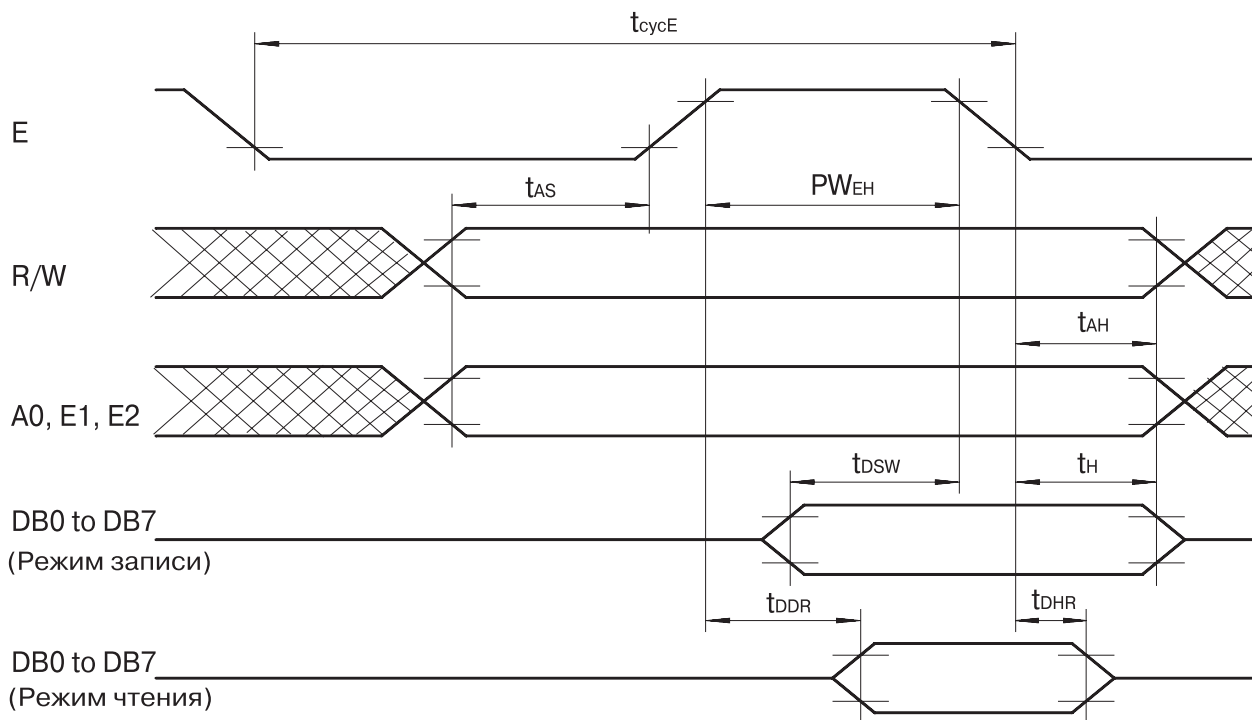 tcycE
E
tAS
PWEH
R/W
tAH
A0, E1, E2
tDSW
tH
DB0 to DB7
(Режим записи)
tDDR
tDHR
DB0 to DB7
(Режим чтения)